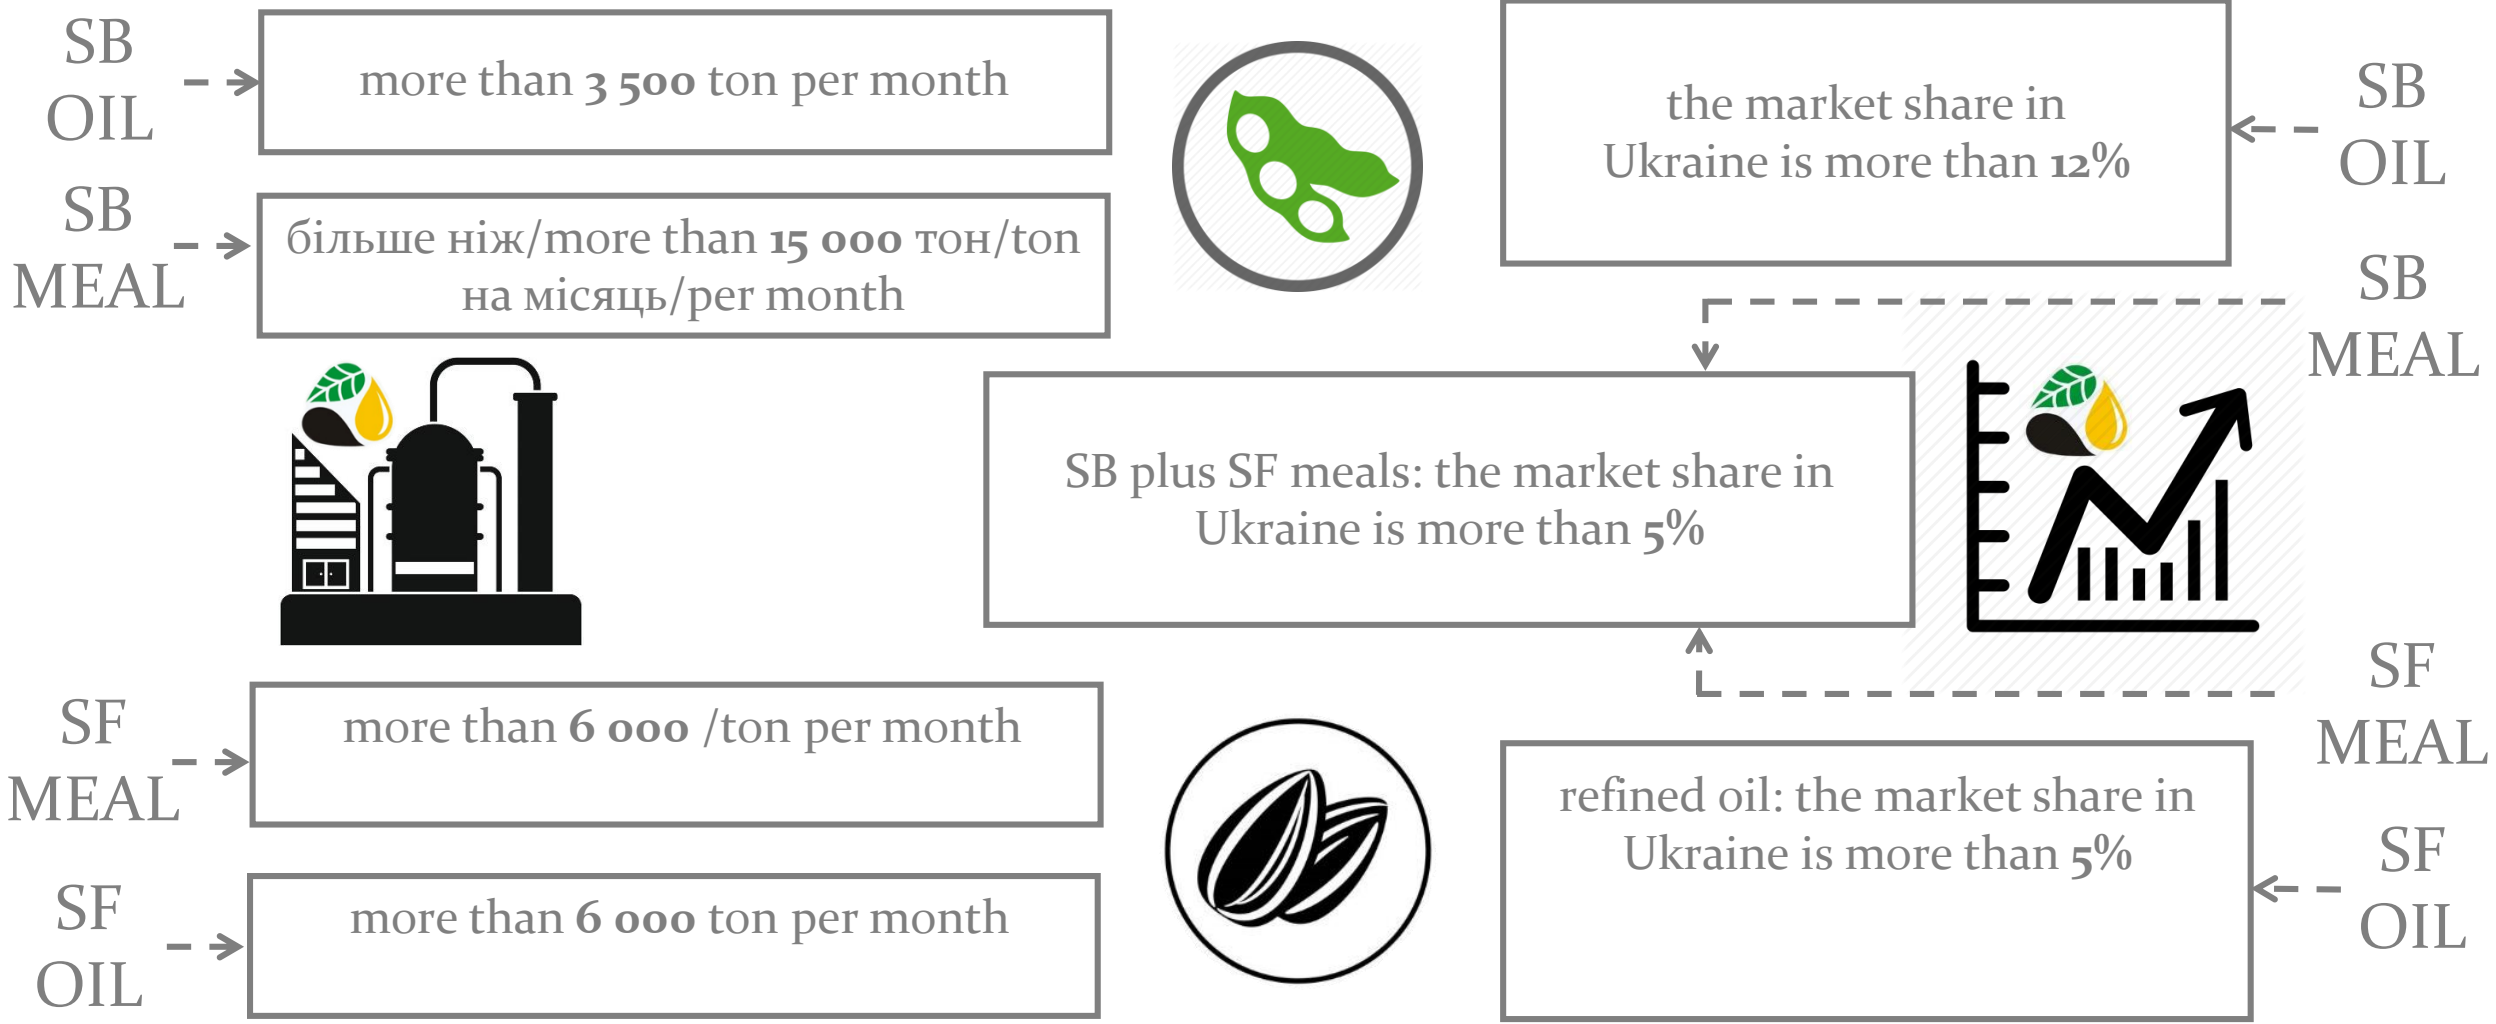 SB
OIL
more than 3 500 ton per month
SB
MEAL
більше ніж/more than 15 000 тон/ton
на місяць/per month
the market share in
Ukraine is more than 12%
SB
OIL
SB
MEAL
SB plus SF meals: the market share in
Ukraine is more than 5%
SF
MEAL
more than 6 000 /ton per month
SF
OIL
more than 6 000 ton per month
SF
MEAL
refined oil: the market share in
Ukraine is more than 5%
SF
OIL